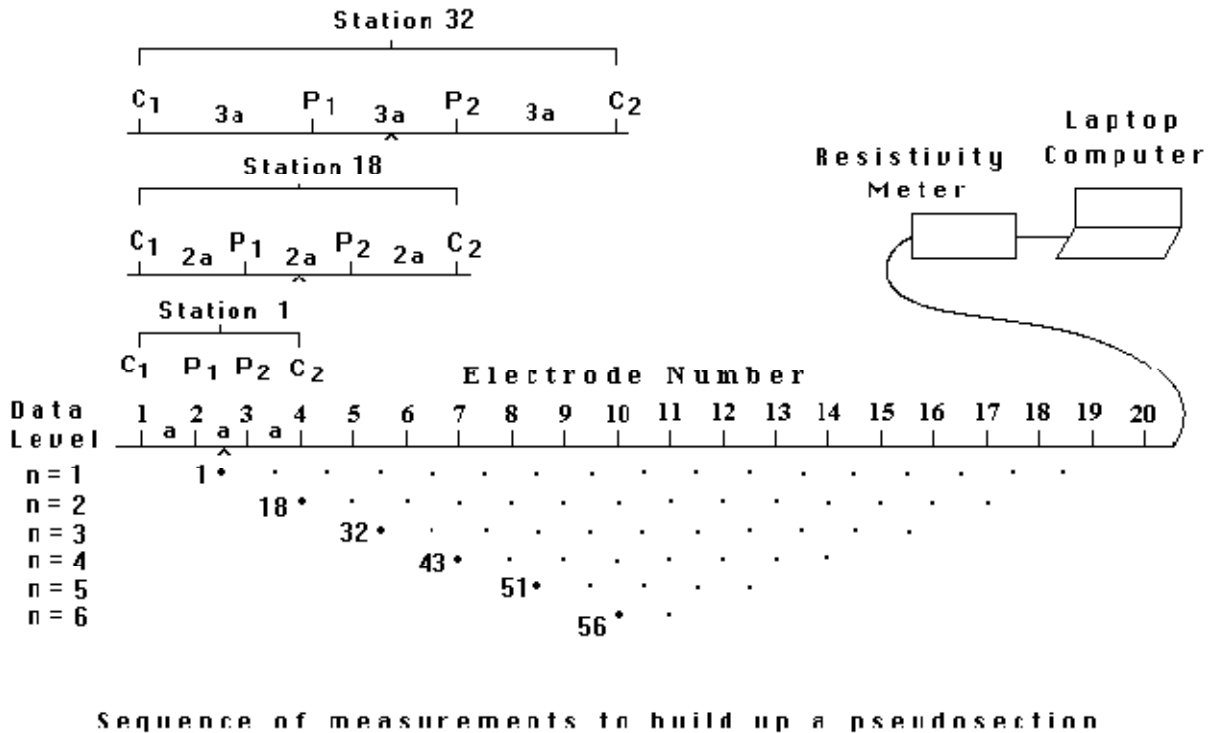 Station 32
C1 3a P1 3a P2 3a C2
Station 18
C1 2a P1 2a P2 2a C2
Station 1
C1 P1 P2 C2
Resistivity
Meter
Laptop
Computer
Electrode Number
Data
Level
1 2 3 4 5 6 7 8 9 10 11 12 13 14 15 16 17 18 19 20
a a a
n = 1 1
n = 2 18
n = 3 32
n = 4 43
n = 5 51
n = 6 56
Sequence of measurements to build up a pseudosection